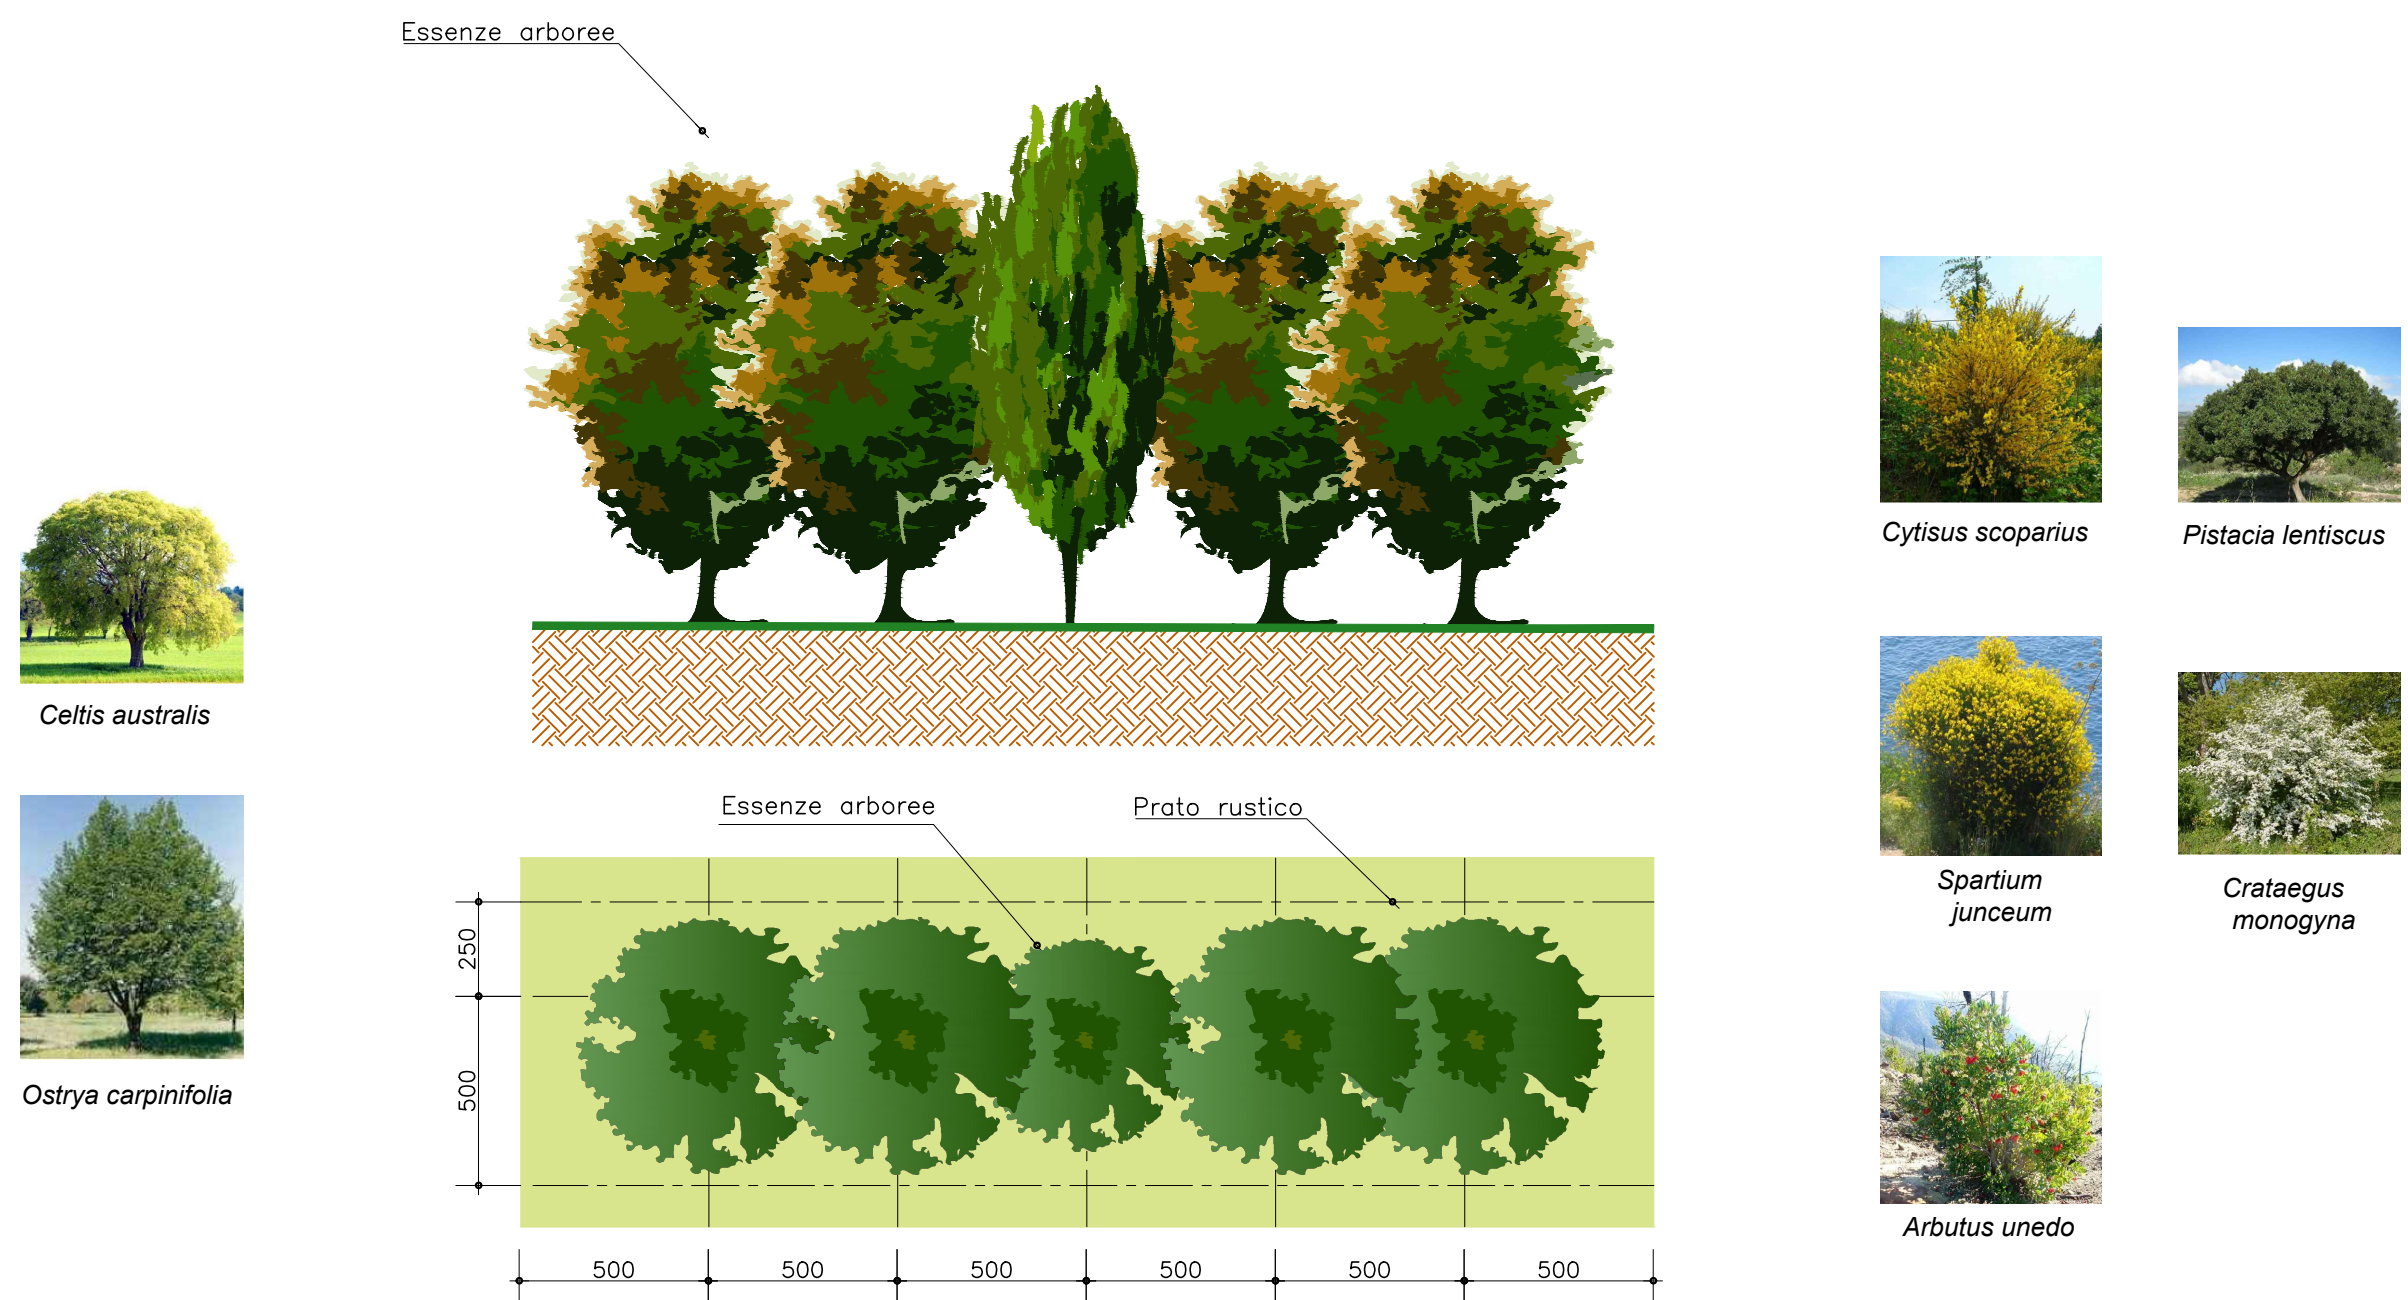 Essenze arboree
Cytisus scoparius
Pistacia lentiscus
Celtis australis
Essenze arboree
Prato rustico
Spartium
junceum
Crataegus
monogyna
250
500
Ostrya carpinifolia
Arbutus unedo
500 500 500 500 500 500